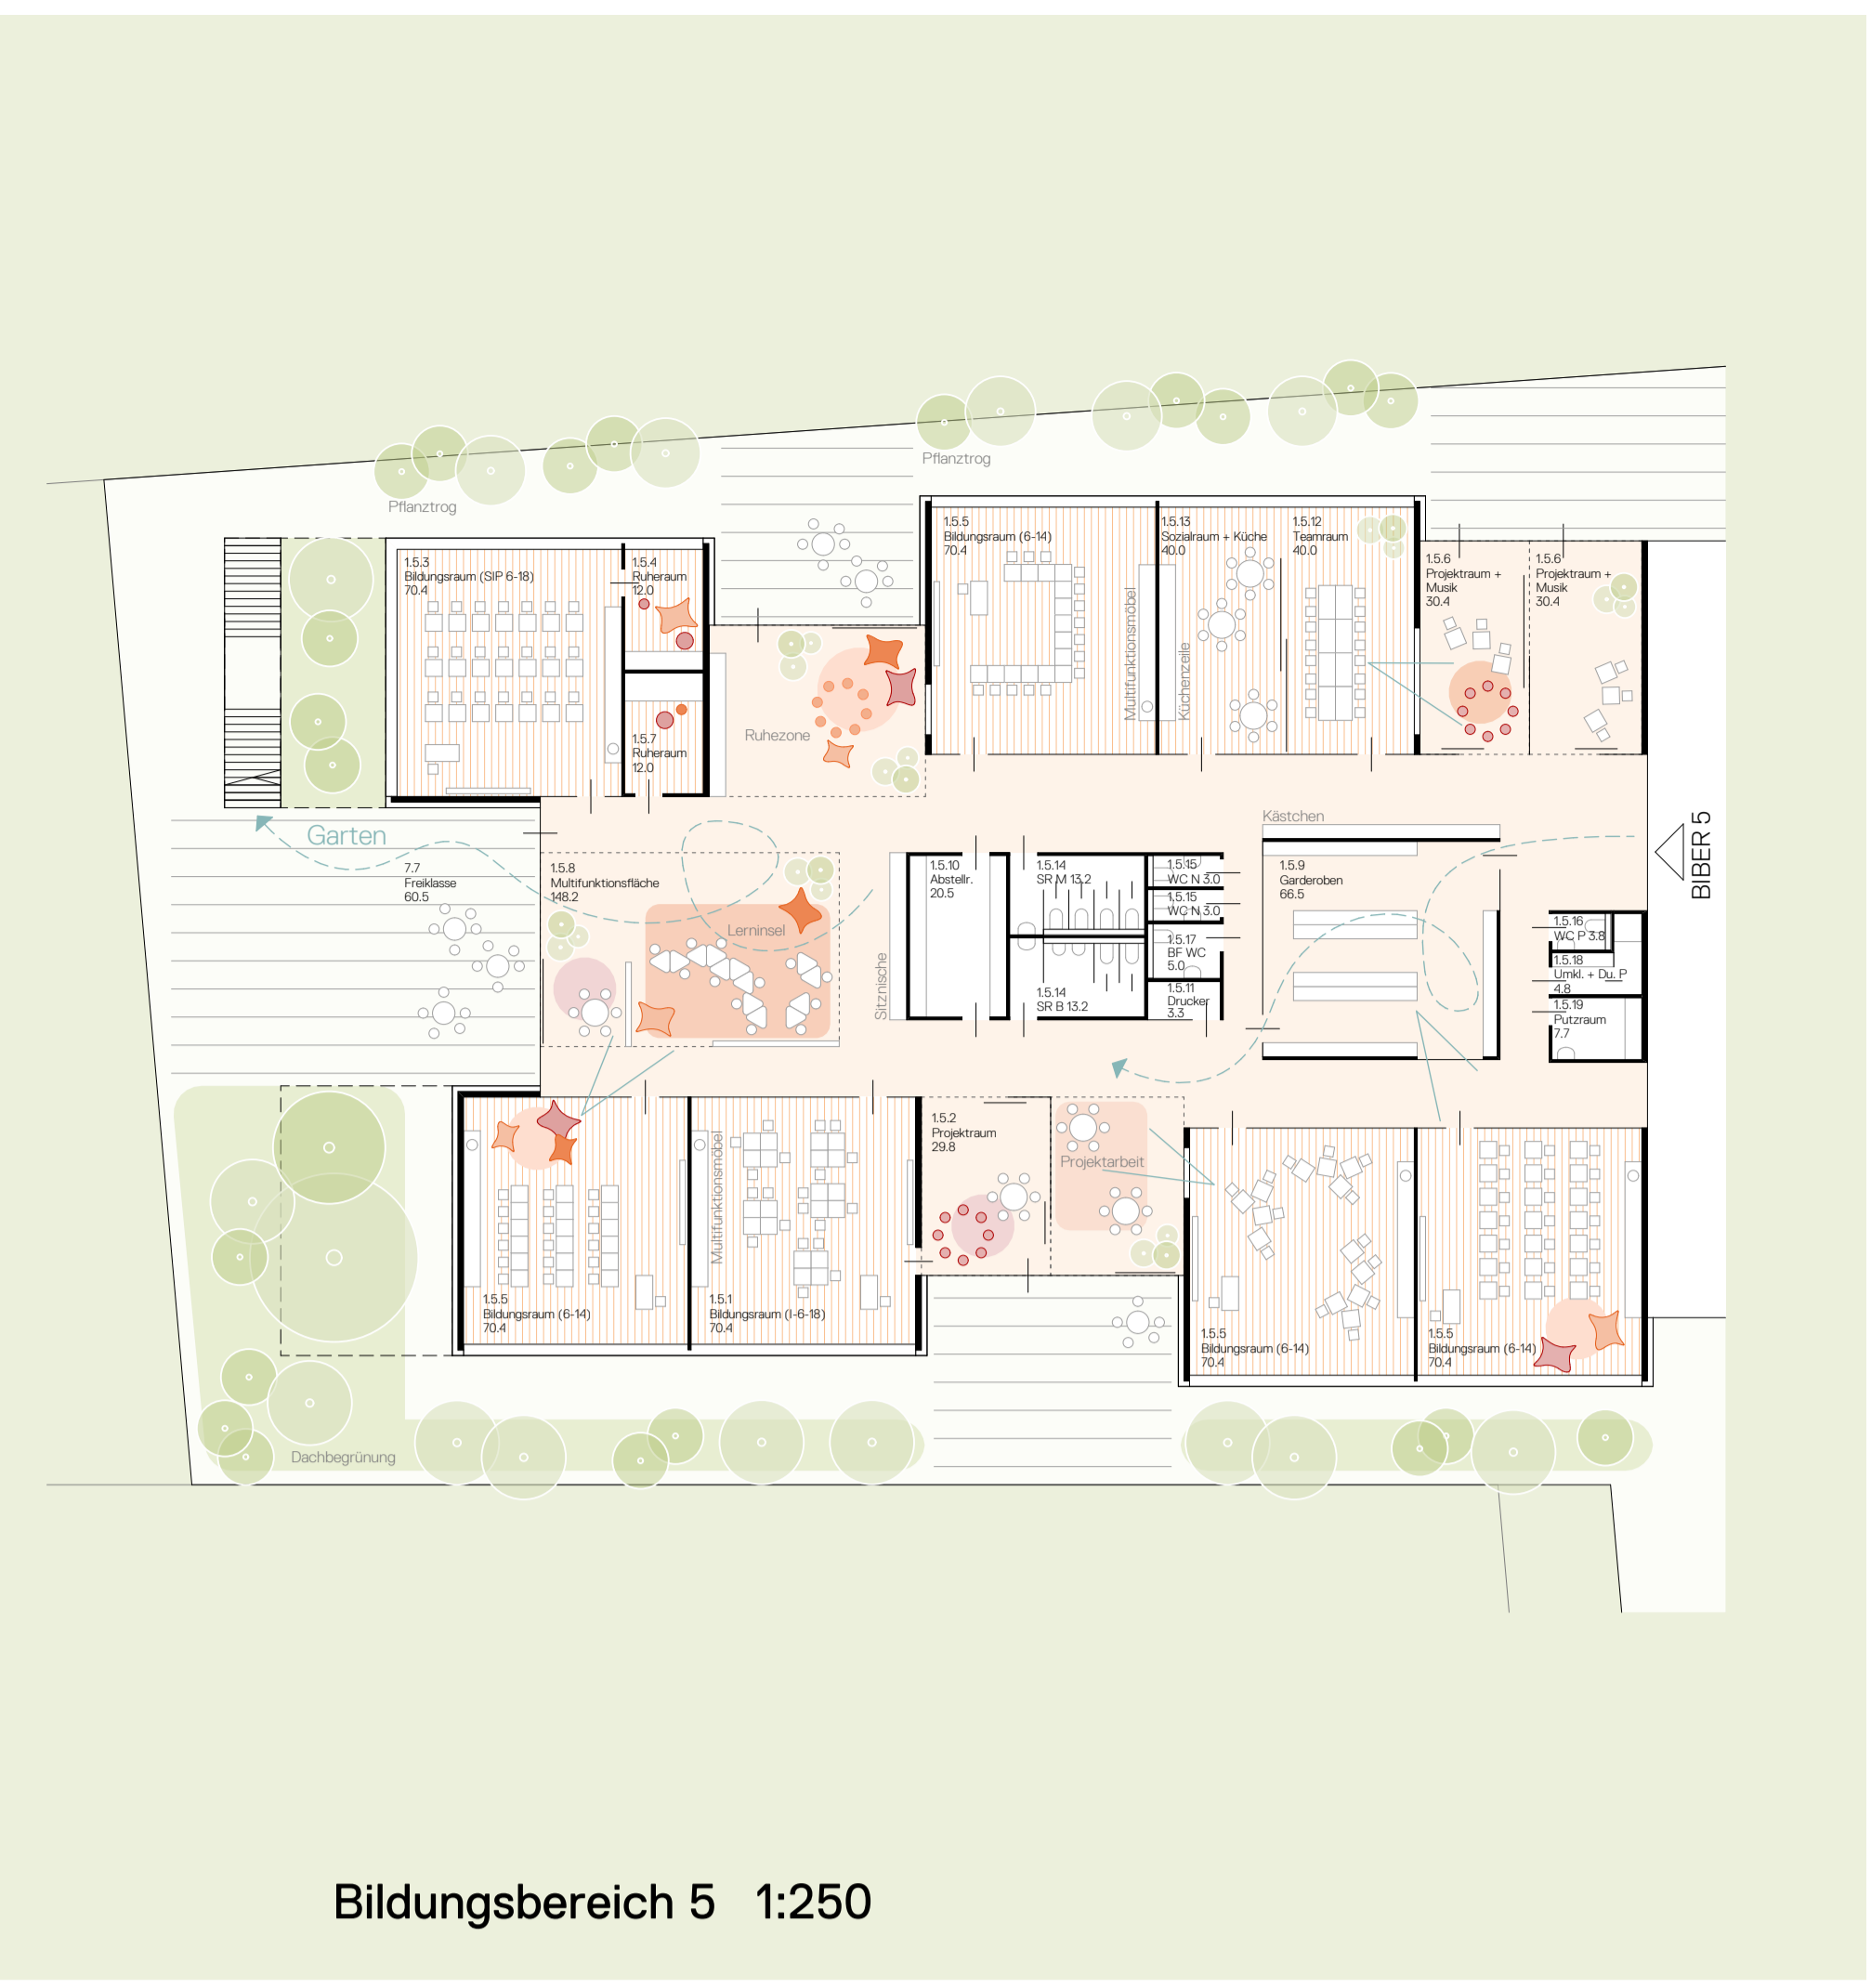 Pflanztrog
Pflanztrog
1.5.3
Bildungsraum (SIP 6-18)
70.4
1.5.4
Ruheraum
12.0
1.5.7
Ruheraum
12.0
Ruhezone
1.5.5
Bildungsraum (6-14)
70.4
Multifunktionsmöbel
1.5.13
Sozialraum + Küche
40.0
Küchenzeile
1.5.12
Teamraum
40.0
1.5.6
Projektraum +
Musik
30.4
1.5.6
Projektraum +
Musik
30.4
Garten
7.7
Freiklasse
60.5
1.5.8
Multifunktionsfläche
148.2
Lerninsel
Sitznische
1.5.10
Abstellr.
20.5
1.5.14
SR M 13.2
1.5.14
SR B 13.2
1.5.15
WC N 3.0
1.5.15
WC N 3.0
1.5.17
BF WC
5.0
1.5.11
Drucker
3.3
Kästchen
1.5.9
Garderoben
66.5
1.5.16
WC P 3.8
1.5.18
Umkl. + Du. P
4.8
1.5.19
Putzraum
7.7
BIBER 5
1.5.5
Bildungsraum (6-14)
70.4
Multifunktionsmöbel
1.5.1
Bildungsraum (I-6-18)
70.4
1.5.2
Projektraum
29.8
Projektarbeit
1.5.5
Bildungsraum (6-14)
70.4
1.5.5
Bildungsraum (6-14)
70.4
Dachbegrünung
Bildungsbereich 5 1:250